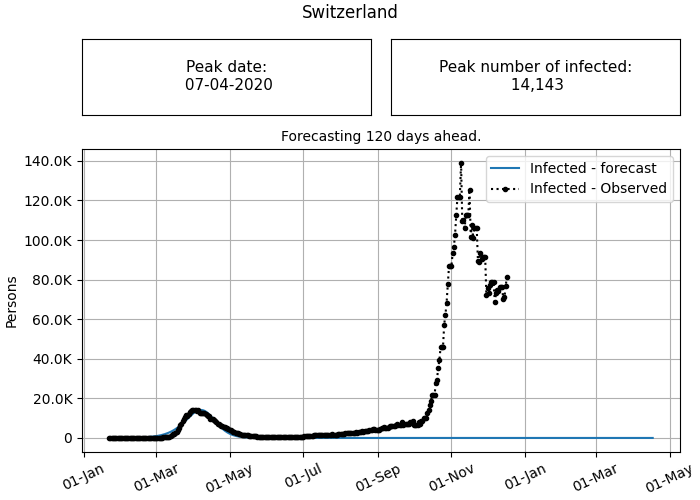 Switzerland
Peak date:
07-04-2020
Peak number of infected:
14,143
Forecasting 120 days ahead.
Infected - forecast
Infected - Observed
140.0K
120.0K
100.0K
80.0K
60.0K
40.0K
20.0K
0
Persons
01-Jan
01-Mar
01-May
01-Jul
01-Sep
01-Nov
01-Jan
01-Mar
01-May